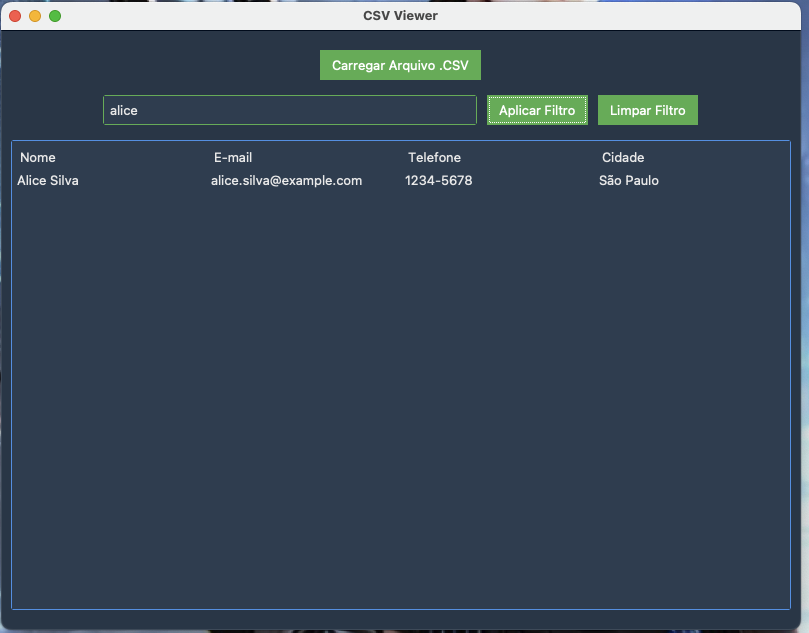 CSV Viewer
Carregar Arquivo .CSV
alice Aplicar Filtro Limpar Filtro
Nome E-mail Telefone Cidade
Alice Silva alice.silva@example.com 1234-5678 São Paulo